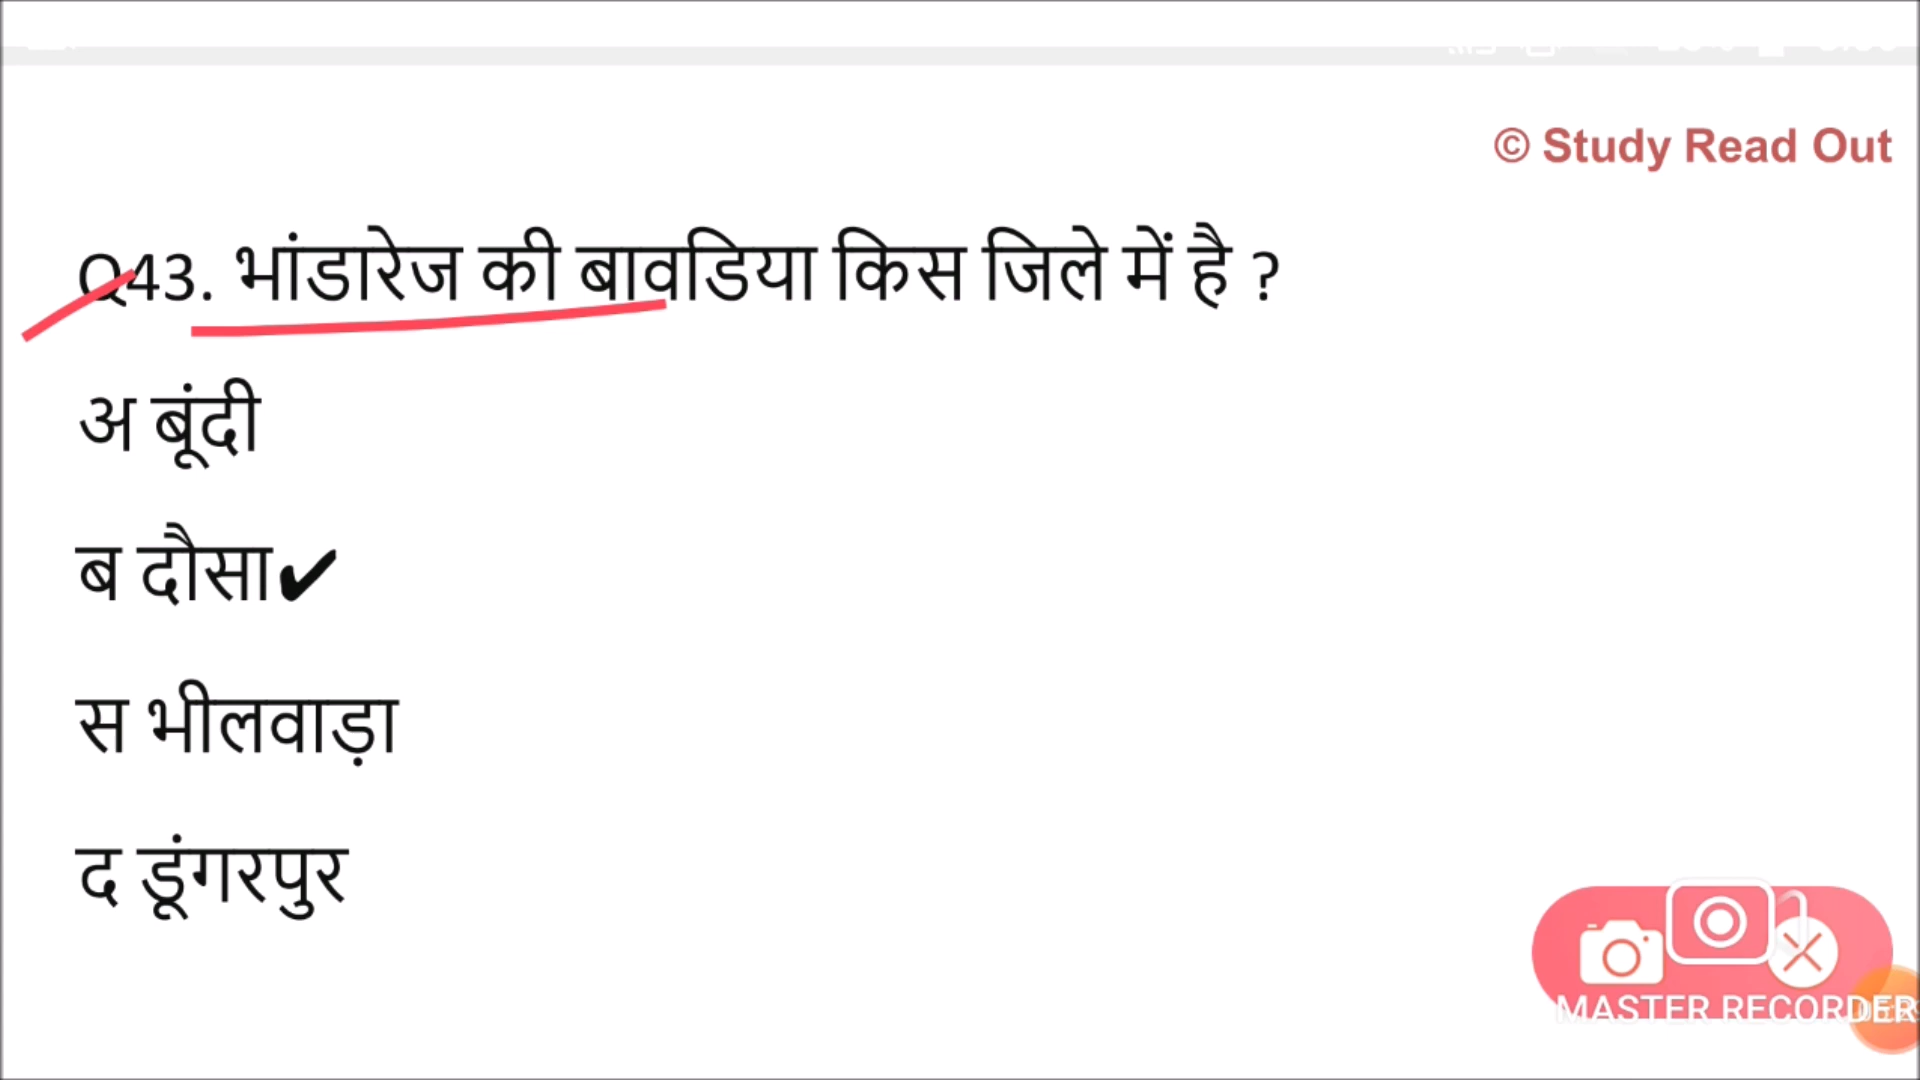 © Study Read Out
Q43. भांडारेज की बावडिया किस जिले में है ?
अ बूंदी
ब दौसा✔
स भीलवाड़ा
द डूंगरपुर
MASTER RECORDER